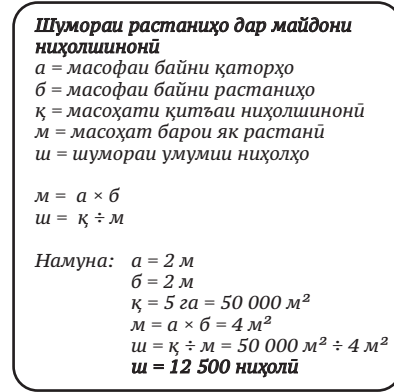 Шумораи растаниҳо дар майдони
ниҳолшинонӣ
а = масофаи байни қаторҳо
б = масофаи байни растаниҳо
қ = масоҳати қитъаи ниҳолшинонӣ
м = масоҳат барои як растанӣ
ш = шумораи умумии ниҳолҳо
м = а × б
ш = қ ÷ м
Намуна: а = 2 м
б = 2 м
қ = 5 га = 50 000 м²
м = а × б = 4 м²
ш = қ ÷ м = 50 000 м² ÷ 4 м²
ш = 12 500 ниҳолӣ